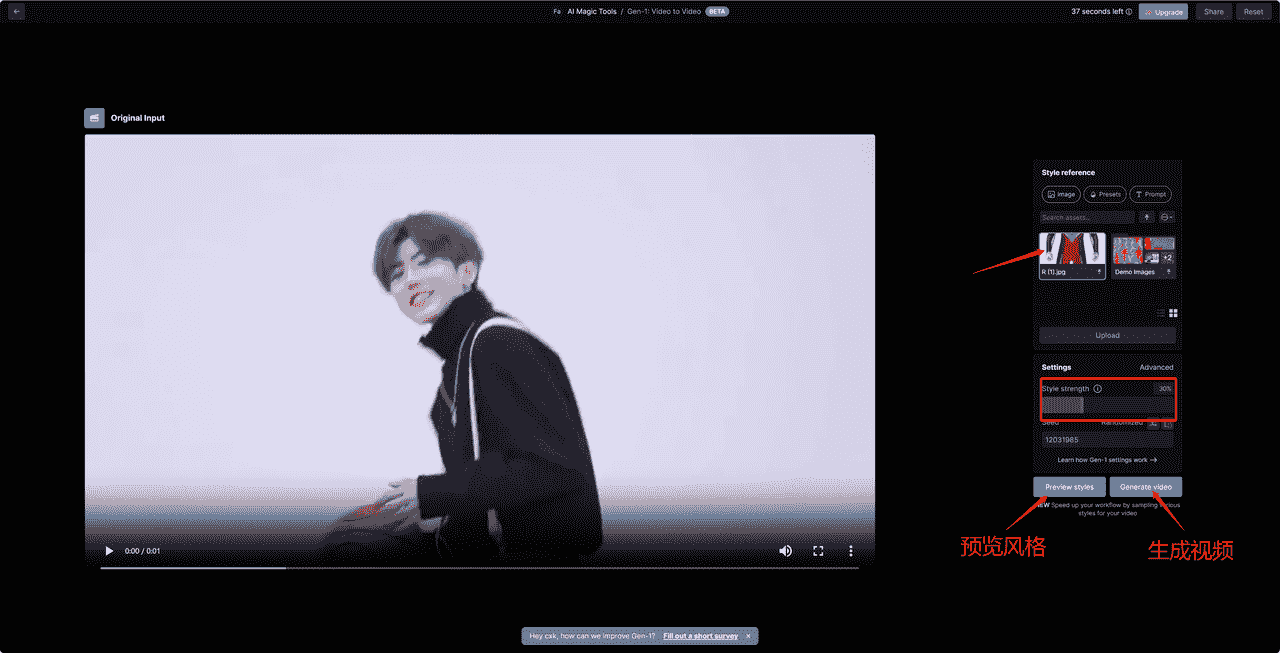 Fa AI Magic Tools / Gen-1: Video to Video BETA
37 seconds left Upgrade Share Reset
Original Input
Style reference
Image Presets Prompt
Search assets...
+2
R (1).jpg Demo Images
Upload
Settings Advanced
Style strength 30%
Seed Randomized
12031985
Learn how Gen-1 settings work →
Preview styles Generate video
NEW Speed up your workflow by sampling various
styles for your video
预览风格 生成视频
0:00 / 0:01
Hey cxk, how can we improve Gen-1? Fill out a short survey ×